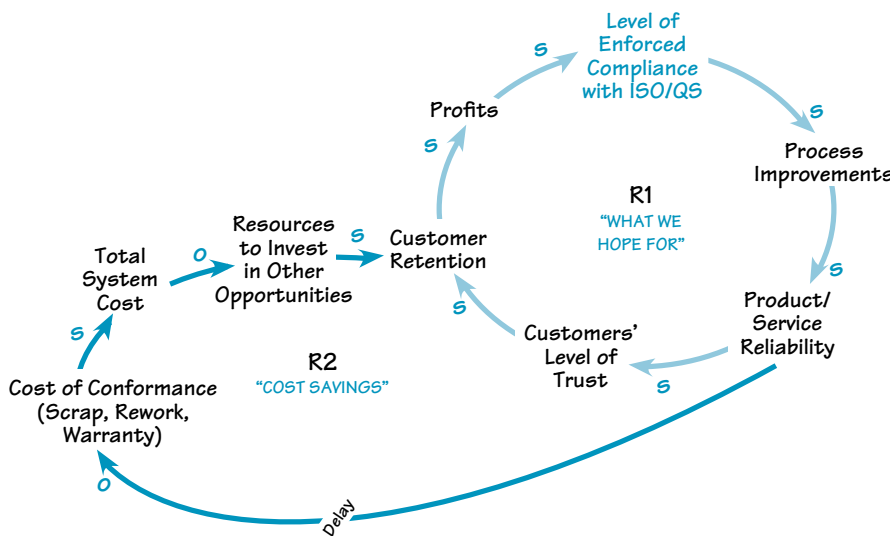 S
Level of
Enforced
Compliance
with ISO/QS
S
Profits
S
Process
Improvements
R1
"WHAT WE
HOPE FOR"
S
Product/
Service
Reliability
S
Customers'
Level of
Trust
S
Customer
Retention
S
Resources
to Invest
in Other
Opportunities
O
Total
System
Cost
S
R2
"COST SAVINGS"
Cost of Conformance
(Scrap, Rework,
Warranty)
O
Delay